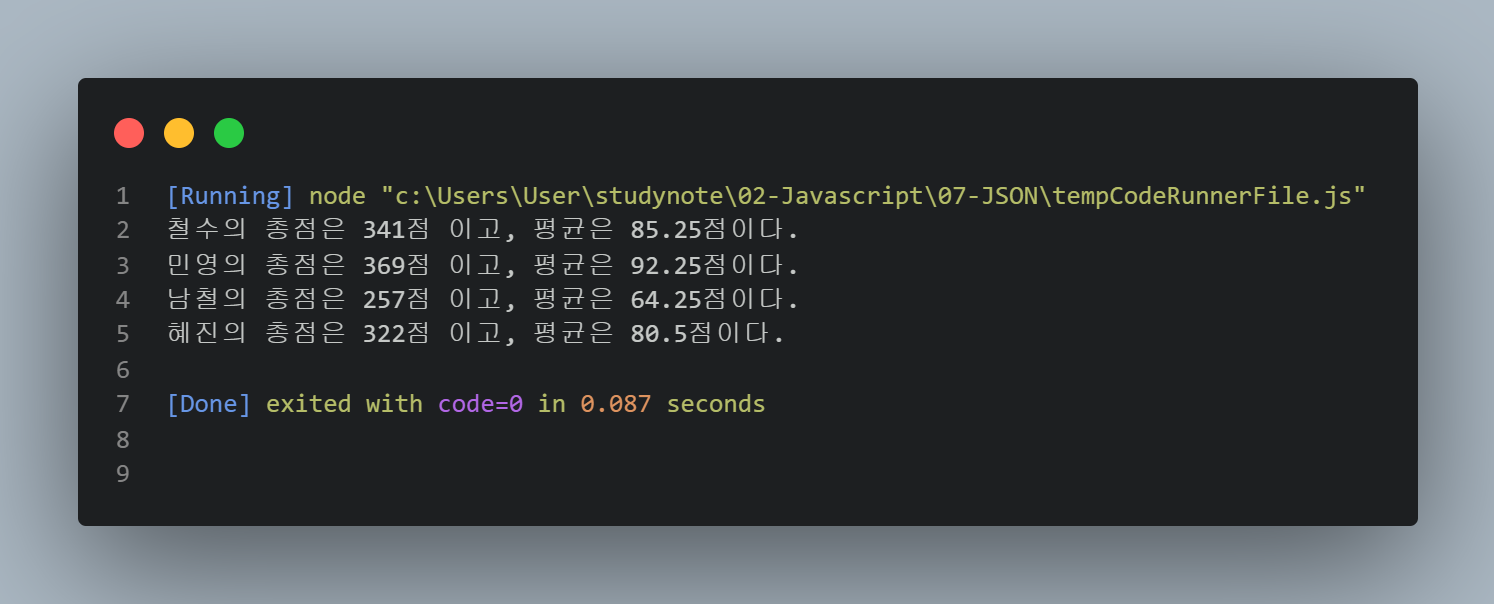 1 [Running] node "c:\Users\User\studynote\02-Javascript\07-JSON\tempCodeRunnerFile.js"
2 철수의 총점은 341점 이고, 평균은 85.25점이다.
3 민영의 총점은 369점 이고, 평균은 92.25점이다.
4 남철의 총점은 257점 이고, 평균은 64.25점이다.
5 혜진의 총점은 322점 이고, 평균은 80.5점이다.
6
7 [Done] exited with code=0 in 0.087 seconds
8
9